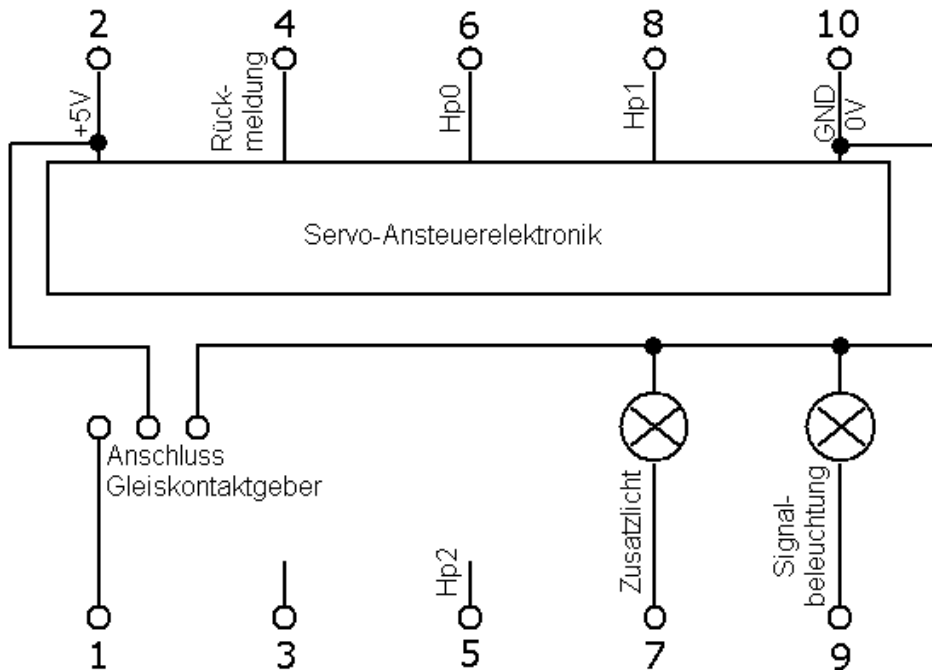 2
4
6
8
10
+5V
Rück-
meldung
Hp0
Hp1
GND
0V
Servo-Ansteuerelektronik
Anschluss
Gleiskontaktgeber
Hp2
Zusatzlicht
Signal-
beleuchtung
1
3
5
7
9